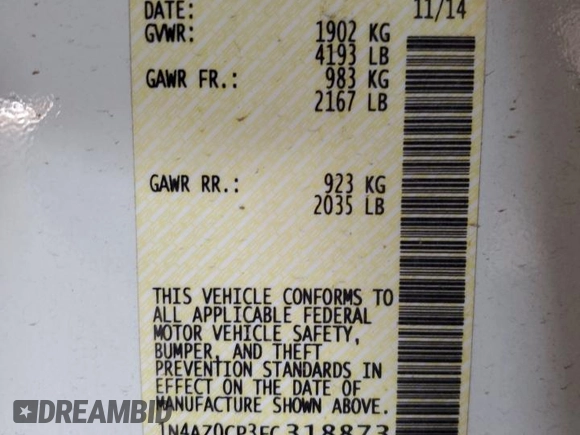 DATE: 11/14
GVWR: 1902 KG
4193 LB
GAWR FR.: 983 KG
2167 LB
GAWR RR.: 923 KG
2035 LB
THIS VEHICLE CONFORMS TO
ALL APPLICABLE FEDERAL
MOTOR VEHICLE SAFETY,
BUMPER, AND THEFT
PREVENTION STANDARDS IN
EFFECT ON THE DATE OF
MANUFACTURE SHOWN ABOVE.
1N4AZ0CP3FC318873
DREAMBID